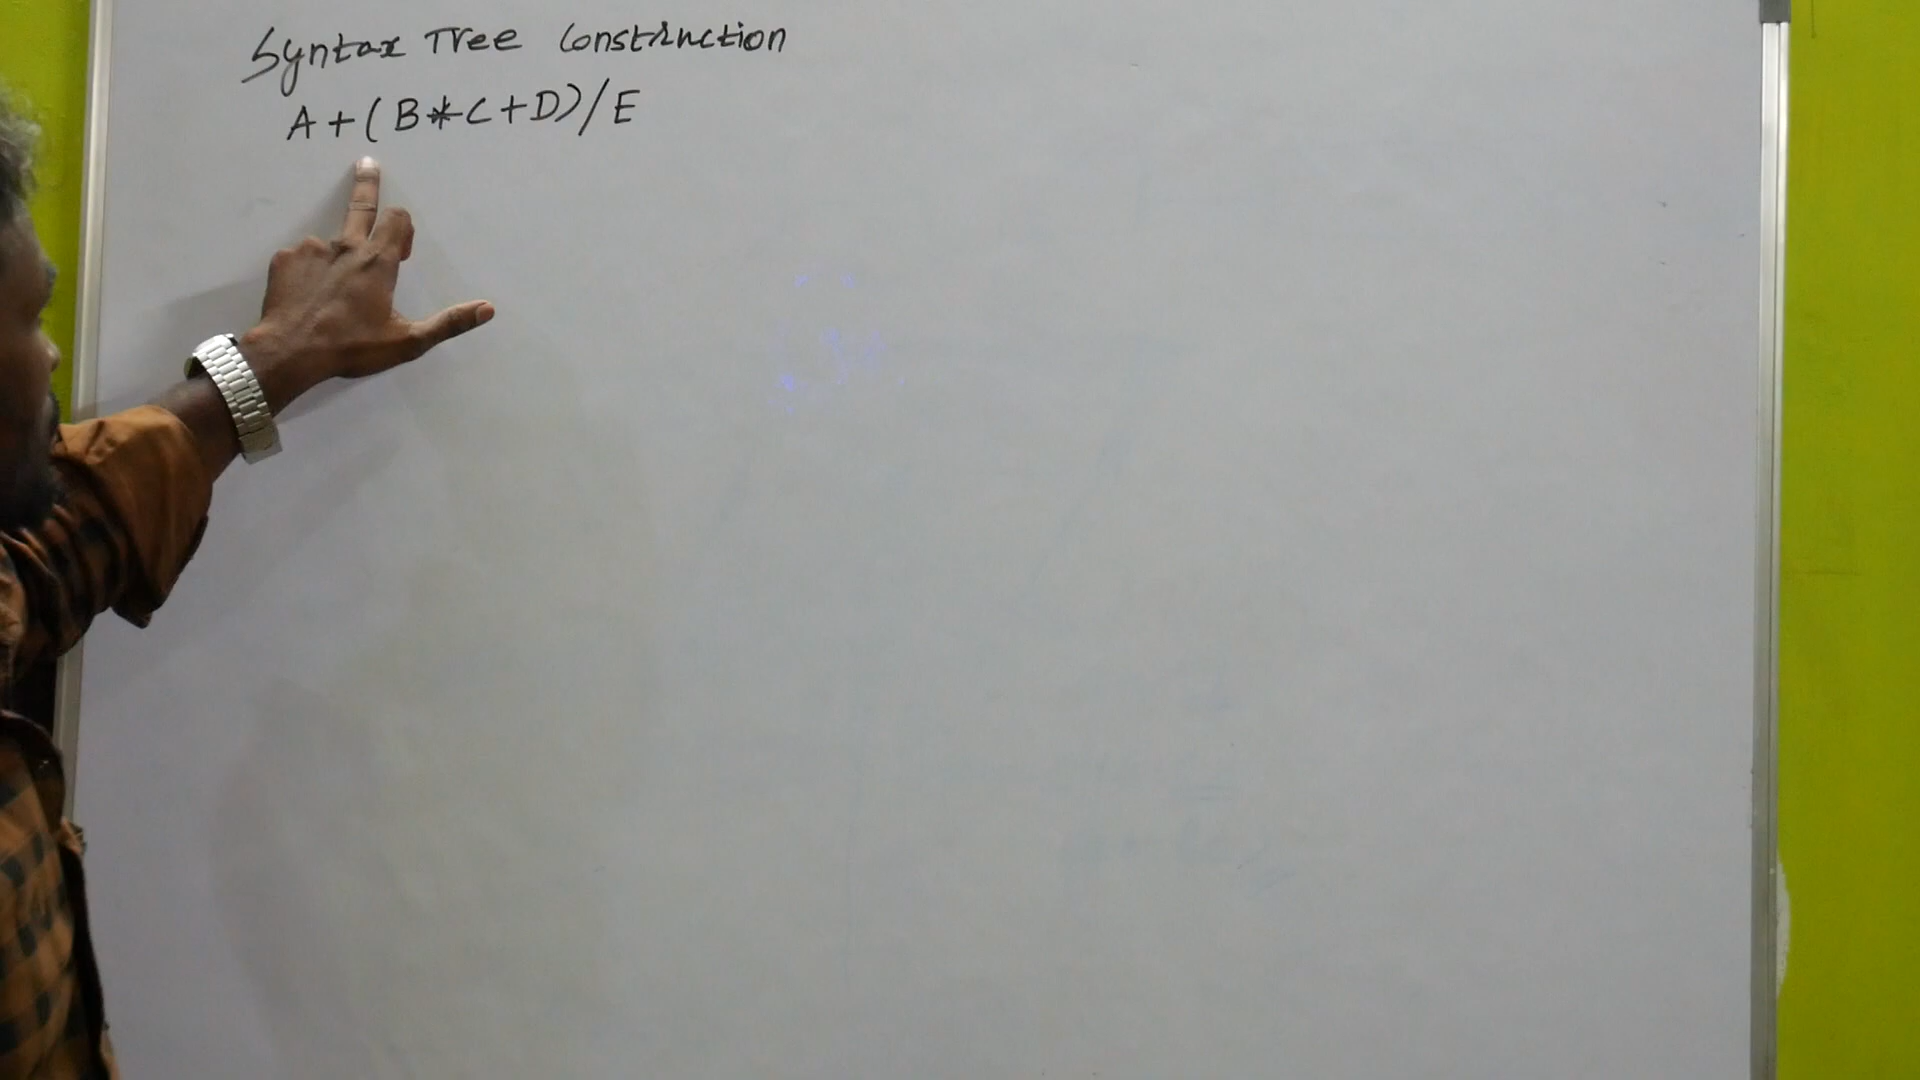 Syntax Tree Construction
A + ( B * C + D ) / E